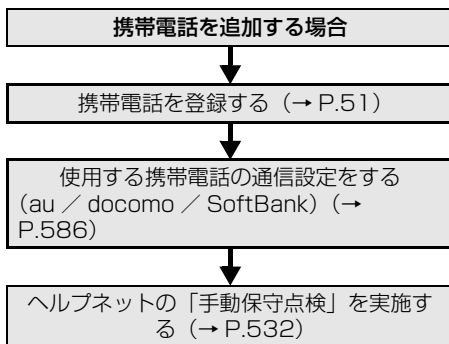 携帯電話を追加する場合
携帯電話を登録する（→ P.51）
使用する携帯電話の通信設定をする
（au ／ docomo ／ SoftBank）（→
P.586）
ヘルプネットの「手動保守点検」を実施す
る（→ P.532）